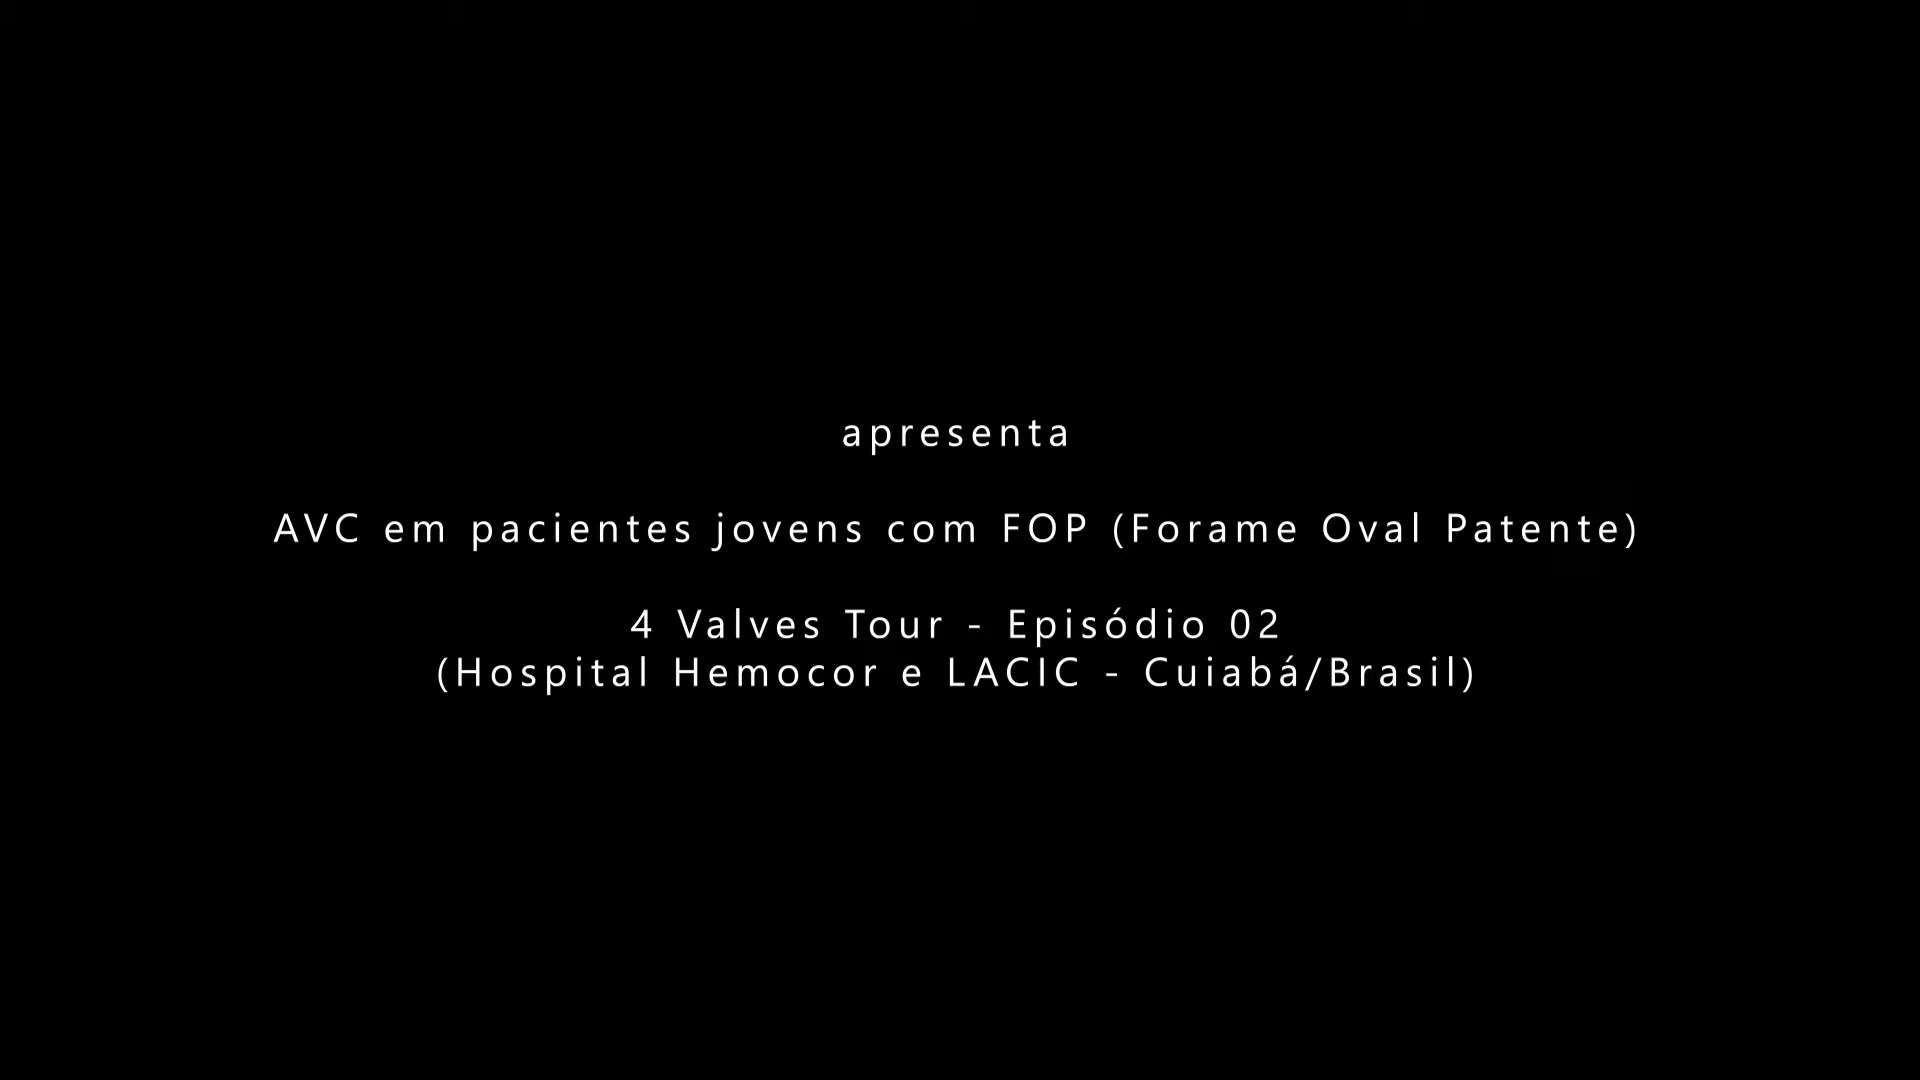 apresenta
AVC em pacientes jovens com FOP (Forame Oval Patente)
4 Valves Tour - Episódio 02
(Hospital Hemocor e LACIC - Cuiabá/Brasil)